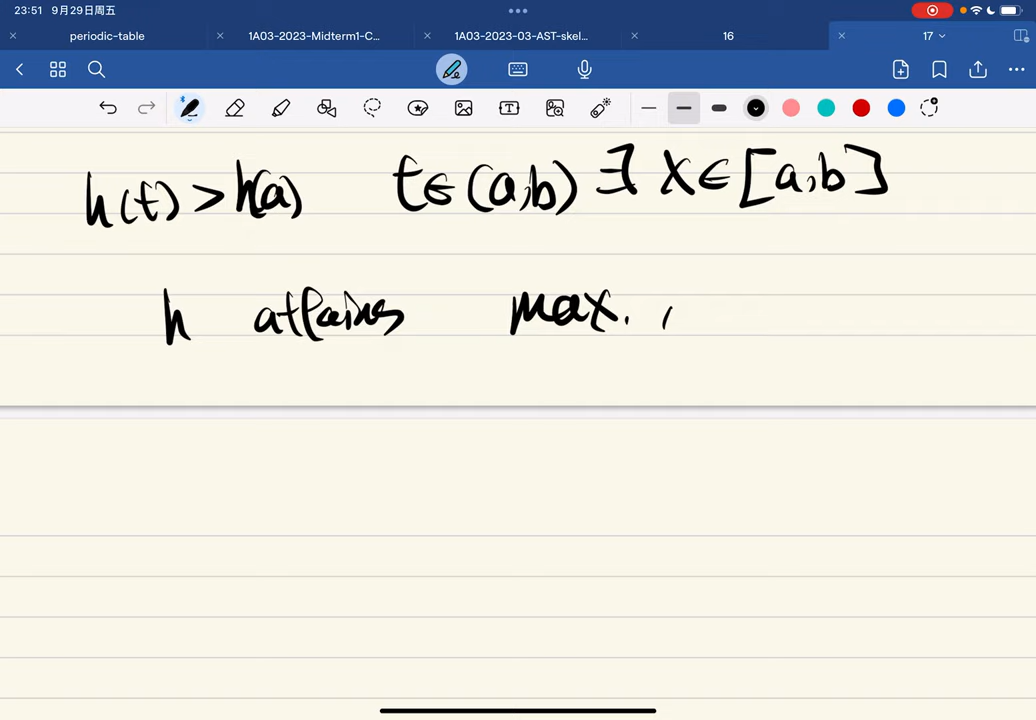 23:51 9月29日周五
periodic-table
1A03-2023-Midterm1-C...
1A03-2023-03-AST-skel...
16
17
h(t) > h(a) t∈(a,b) ∃ x∈[a,b]
h attains max. (